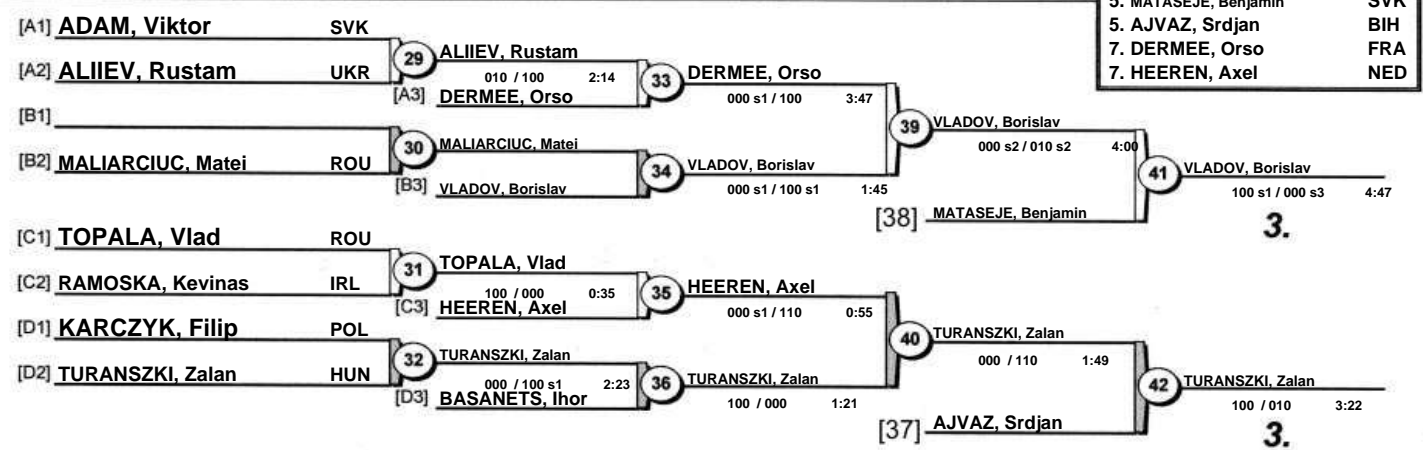 5. MATASEJE, Benjamin SVK
5. AJVAZ, Srdjan BIH
7. DERMEE, Orso FRA
7. HEEREN, Axel NED
[A1] ADAM, Viktor SVK
[A2] ALIIEV, Rustam UKR
29 ALIIEV, Rustam
010 / 100 2:14
[A3] DERMEE, Orso
33 DERMEE, Orso
000 s1 / 100 3:47
[B1]
[B2] MALIARCIUC, Matei ROU
30 MALIARCIUC, Matei
[B3] VLADOV, Borislav
34 VLADOV, Borislav
000 s1 / 100 s1 1:45
39 VLADOV, Borislav
000 s2 / 010 s2 4:00
[38] MATASEJE, Benjamin
41 VLADOV, Borislav
100 s1 / 000 s3 4:47
3.
[C1] TOPALA, Vlad ROU
[C2] RAMOSKA, Kevinas IRL
31 TOPALA, Vlad
100 / 000 0:35
[C3] HEEREN, Axel
35 HEEREN, Axel
000 s1 / 110 0:55
[D1] KARCZYK, Filip POL
[D2] TURANSZKI, Zalan HUN
32 TURANSZKI, Zalan
000 / 100 s1 2:23
[D3] BASANETS, Ihor
36 TURANSZKI, Zalan
100 / 000 1:21
40 TURANSZKI, Zalan
000 / 110 1:49
[37] AJVAZ, Srdjan
42 TURANSZKI, Zalan
100 / 010 3:22
3.